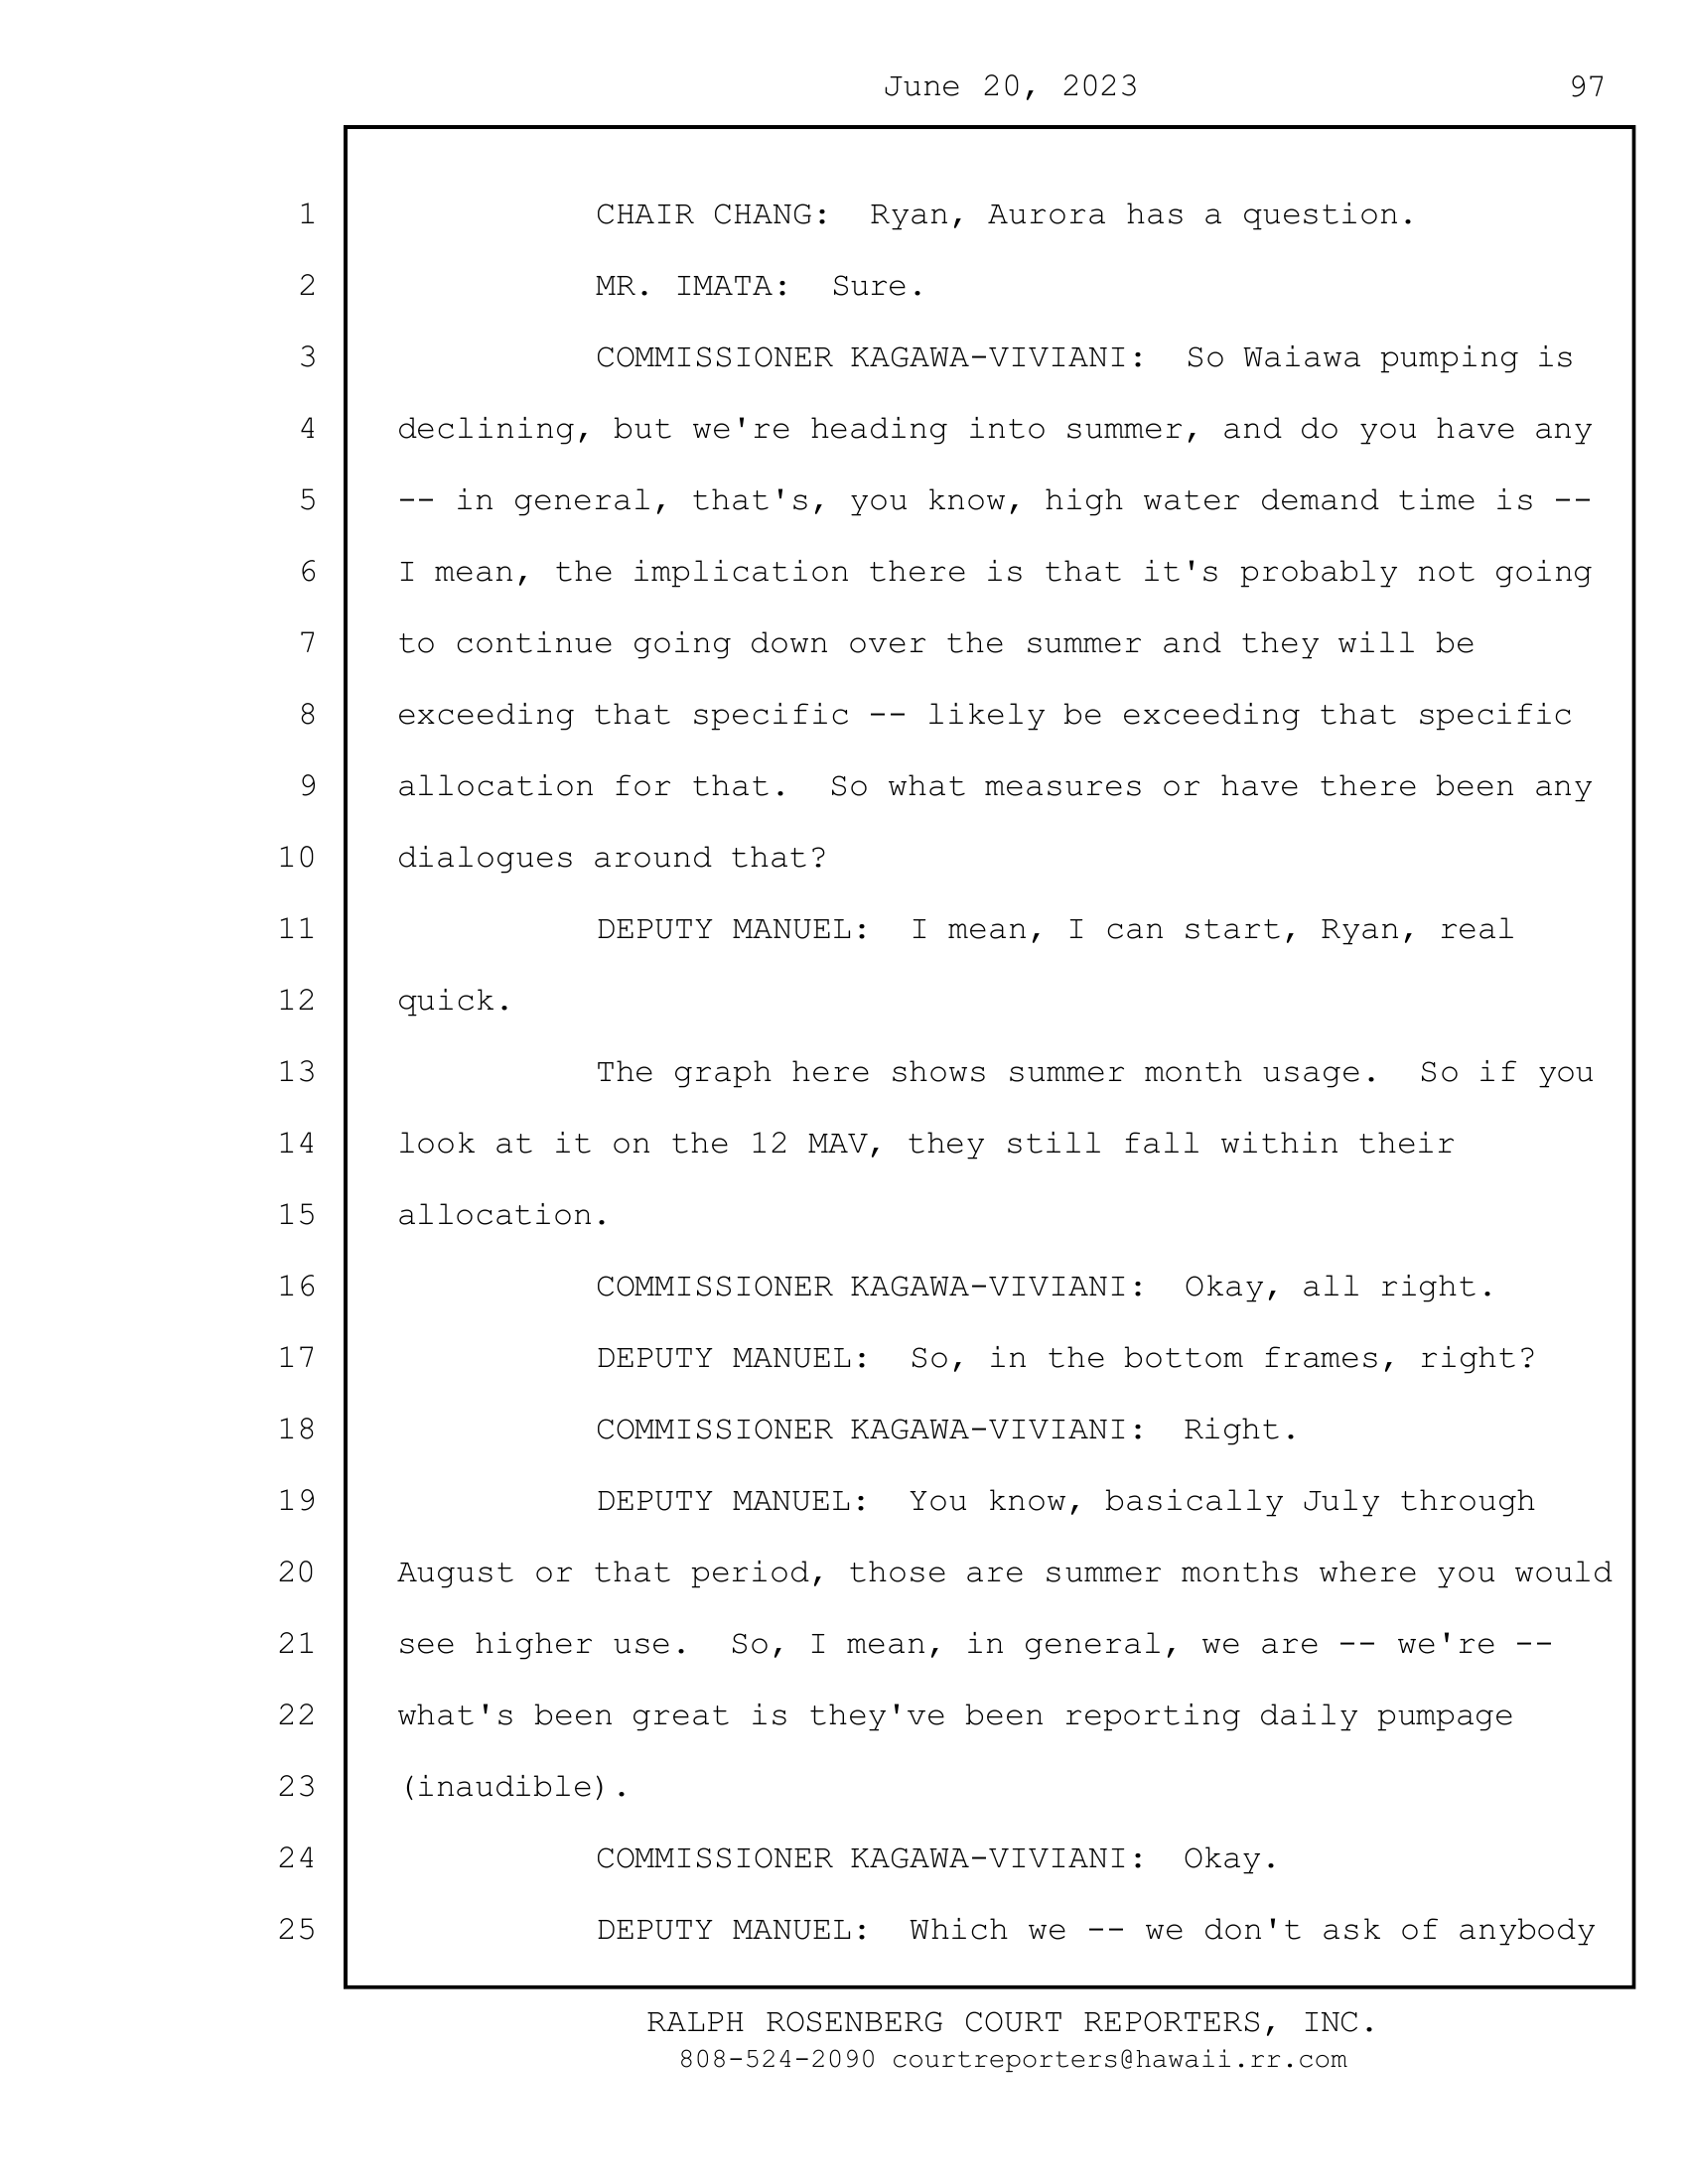 June 20, 2023 97
1 CHAIR CHANG:  Ryan, Aurora has a question.
2 MR. IMATA:  Sure.
3 COMMISSIONER KAGAWA-VIVIANI:  So Waiawa pumping is
4 declining, but we're heading into summer, and do you have any
5 -- in general, that's, you know, high water demand time is --
6 I mean, the implication there is that it's probably not going
7 to continue going down over the summer and they will be
8 exceeding that specific -- likely be exceeding that specific
9 allocation for that.  So what measures or have there been any
10 dialogues around that?
11 DEPUTY MANUEL:  I mean, I can start, Ryan, real
12 quick.
13 The graph here shows summer month usage.  So if you
14 look at it on the 12 MAV, they still fall within their
15 allocation.
16 COMMISSIONER KAGAWA-VIVIANI:  Okay, all right.
17 DEPUTY MANUEL:  So, in the bottom frames, right?
18 COMMISSIONER KAGAWA-VIVIANI:  Right.
19 DEPUTY MANUEL:  You know, basically July through
20 August or that period, those are summer months where you would
21 see higher use.  So, I mean, in general, we are -- we're --
22 what's been great is they've been reporting daily pumpage
23 (inaudible).
24 COMMISSIONER KAGAWA-VIVIANI:  Okay.
25 DEPUTY MANUEL:  Which we -- we don't ask of anybody
RALPH ROSENBERG COURT REPORTERS, INC.
808-524-2090 courtreporters@hawaii.rr.com